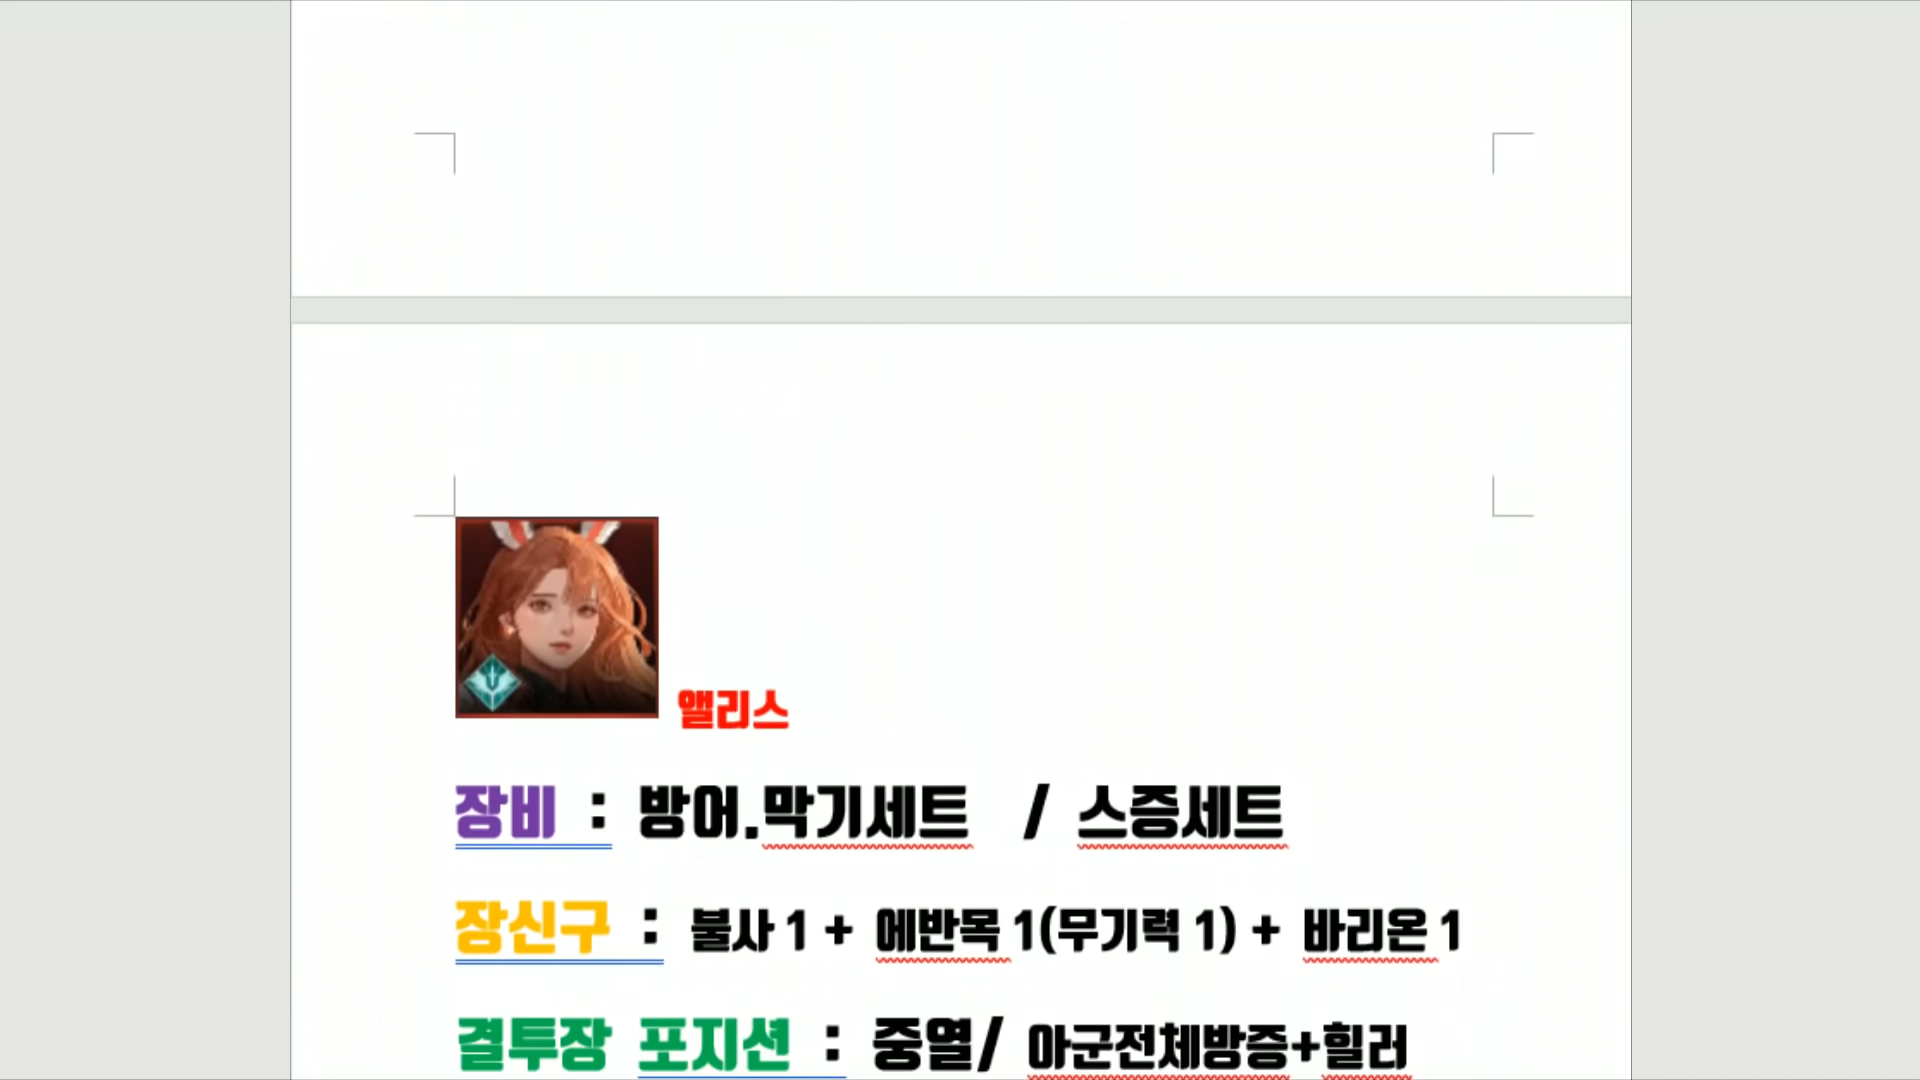 앨리스
장비 : 방어.막기세트 / 스증세트
장신구 : 불사 1 + 에반목 1(무기력 1) + 바리온 1
결투장 포지션 : 중열/ 아군전체방증+힐러